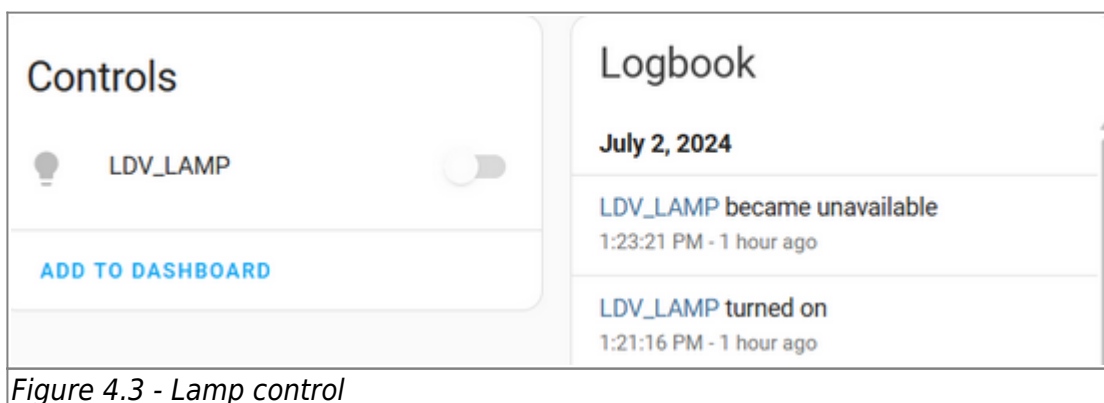 Controls
LDV_LAMP
ADD TO DASHBOARD
Logbook
July 2, 2024
LDV_LAMP became unavailable
1:23:21 PM - 1 hour ago
LDV_LAMP turned on
1:21:16 PM - 1 hour ago
Figure 4.3 - Lamp control